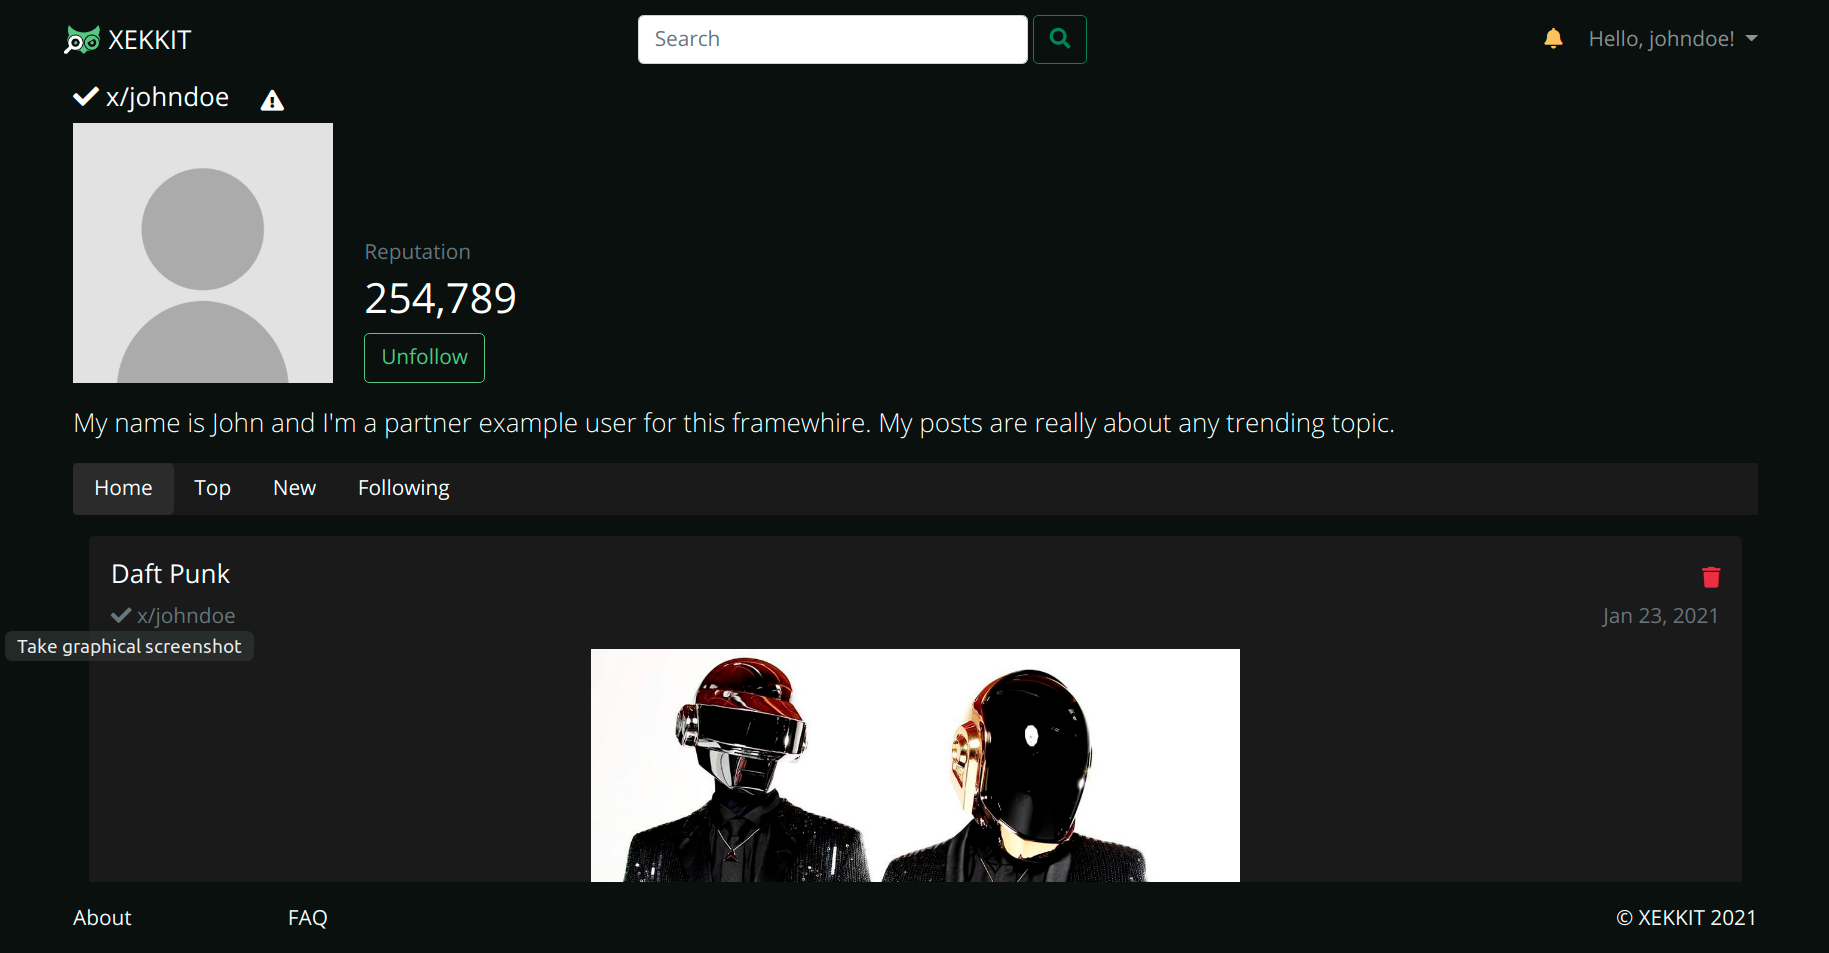 XEKKIT
Search
Hello, johndoe!
x/johndoe
Reputation
254,789
Unfollow
My name is John and I'm a partner example user for this framewhire. My posts are really about any trending topic.
Home Top New Following
Daft Punk
x/johndoe Jan 23, 2021
Take graphical screenshot
About FAQ © XEKKIT 2021